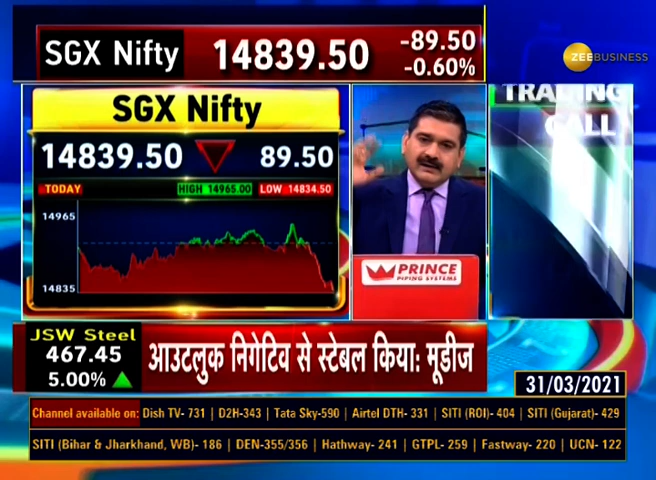 SGX Nifty 14839.50 -89.50
-0.60%
ZEE BUSINESS
SGX Nifty
14839.50 89.50
TODAY HIGH 14965.00 LOW 14834.50
14965
14835
TRADING
CALL
PRINCE
PIPING SYSTEMS
JSW Steel
467.45
5.00%
आउटलुक निगेटिव से स्टेबल किया: मूडीज
31/03/2021
Channel available on: Dish TV- 731 | D2H-343 | Tata Sky-590 | Airtel DTH- 331 | SITI (ROI)- 404 | SITI (Gujarat)- 429
SITI (Bihar & Jharkhand, WB)- 186 | DEN-355/356 | Hathway- 241 | GTPL- 259 | Fastway- 220 | UCN- 122